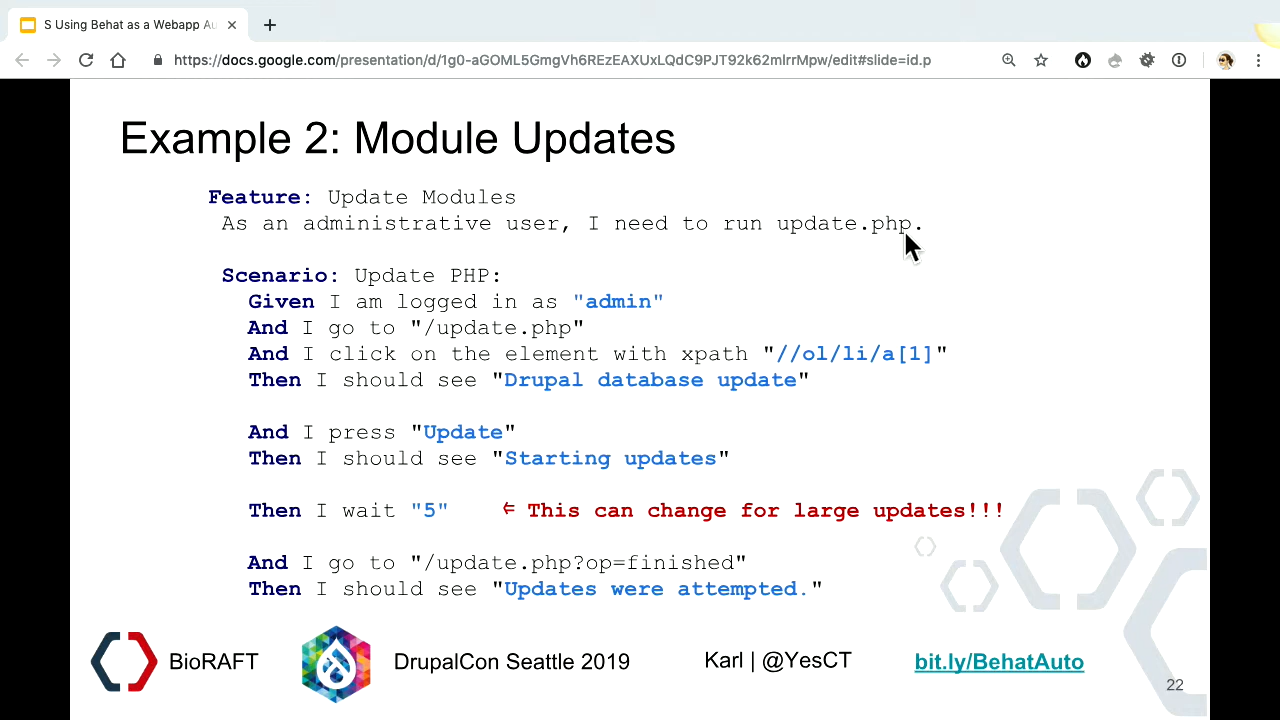 S Using Behat as a Webapp Au
https://docs.google.com/presentation/d/1g0-aGOML5GmgVh6REzEAXUxLQdC9PJT92k62mlrrMpw/edit#slide=id.p
Example 2: Module Updates
Feature: Update Modules
As an administrative user, I need to run update.php.
Scenario: Update PHP:
Given I am logged in as "admin"
And I go to "/update.php"
And I click on the element with xpath "//ol/li/a[1]"
Then I should see "Drupal database update"
And I press "Update"
Then I should see "Starting updates"
Then I wait "5" ⇐ This can change for large updates!!!
And I go to "/update.php?op=finished"
Then I should see "Updates were attempted."
BioRAFT DrupalCon Seattle 2019 Karl | @YesCT bit.ly/BehatAuto
22